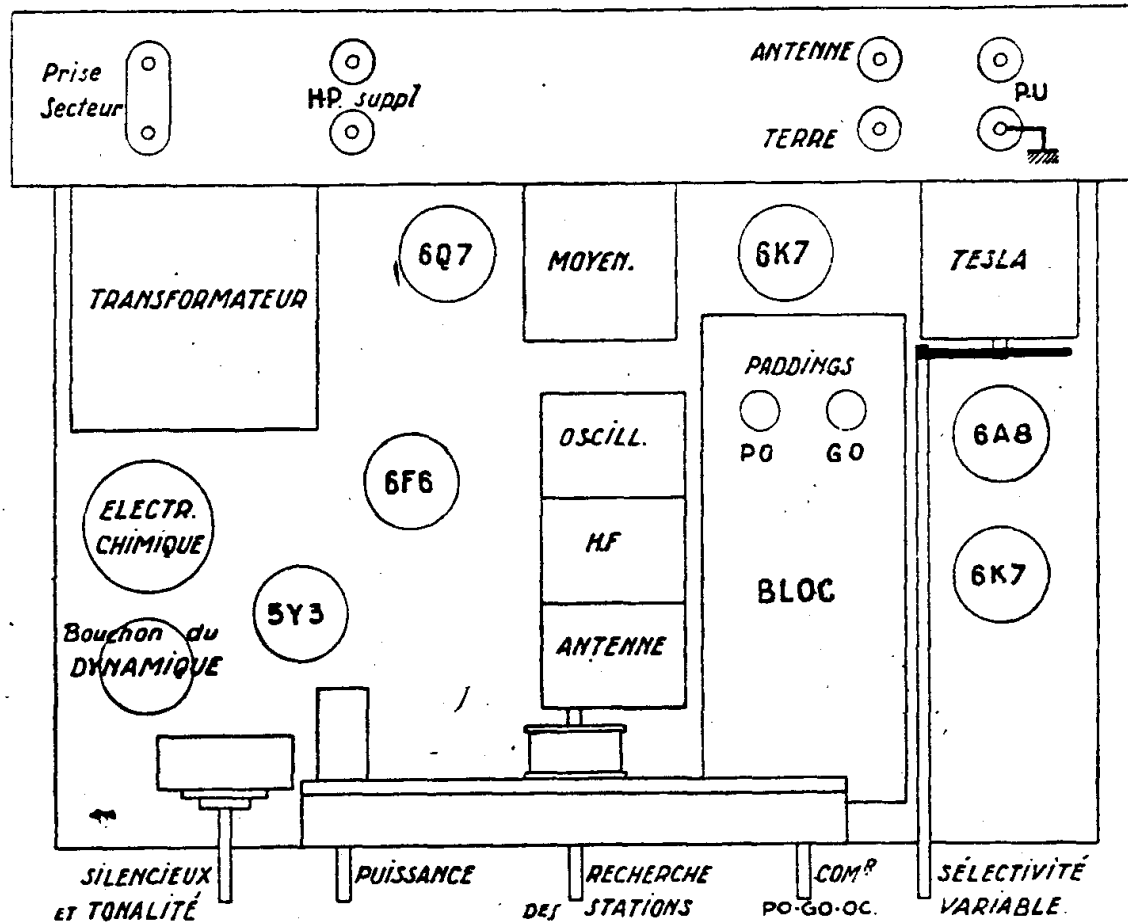 Prise
Secteur
H.P. suppl
ANTENNE
TERRE
P.U
TRANSFORMATEUR
6Q7
MOYEN.
6K7
TESLA
PADDINGS
PO GO
OSCILL.
6A8
6F6
ELECTR.
CHIMIQUE
H.F
6K7
BLOC
5Y3
Bouchon du
DYNAMIQUE
ANTENNE
SILENCIEUX
ET TONALITÉ
PUISSANCE
RECHERCHE
DES STATIONS
COMR
PO-GO-OC.
SÉLECTIVITÉ
VARIABLE.